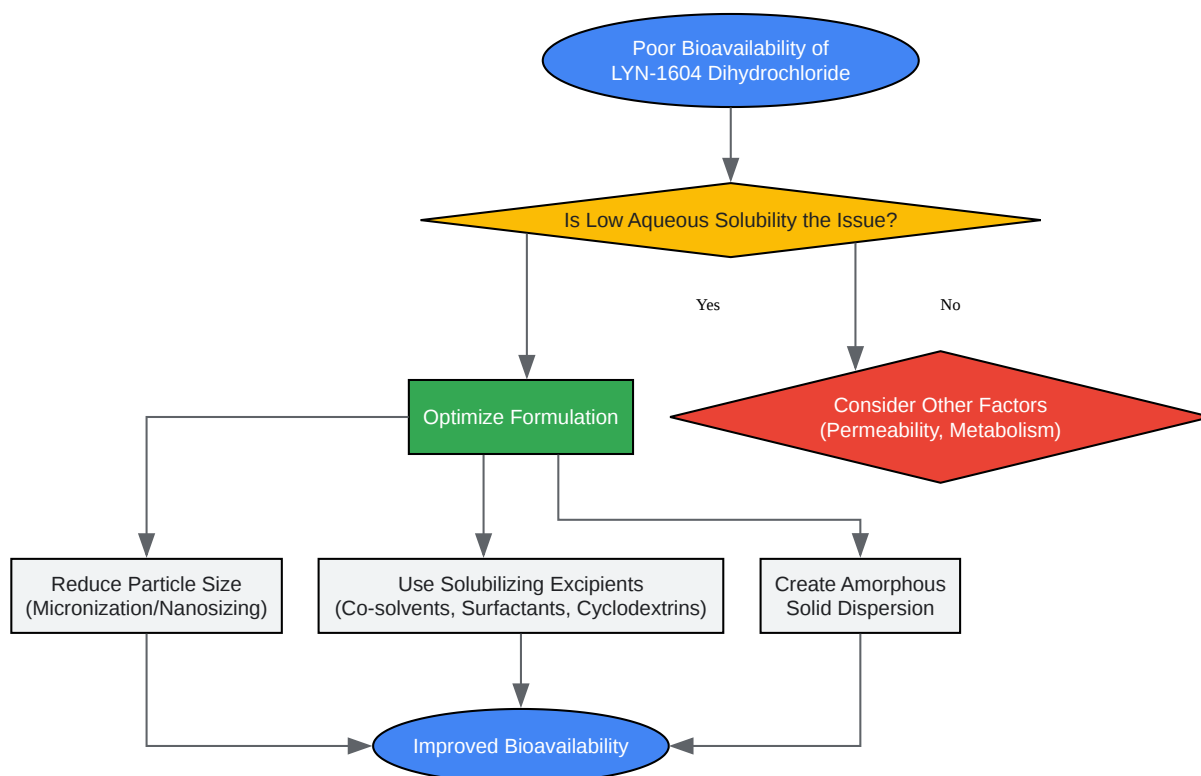 Poor Bioavailability of
LYN-1604 Dihydrochloride
Is Low Aqueous Solubility the Issue?
Yes
No
Optimize Formulation
Consider Other Factors
(Permeability, Metabolism)
Reduce Particle Size
(Micronization/Nanosizing)
Use Solubilizing Excipients
(Co-solvents, Surfactants, Cyclodextrins)
Create Amorphous
Solid Dispersion
Improved Bioavailability